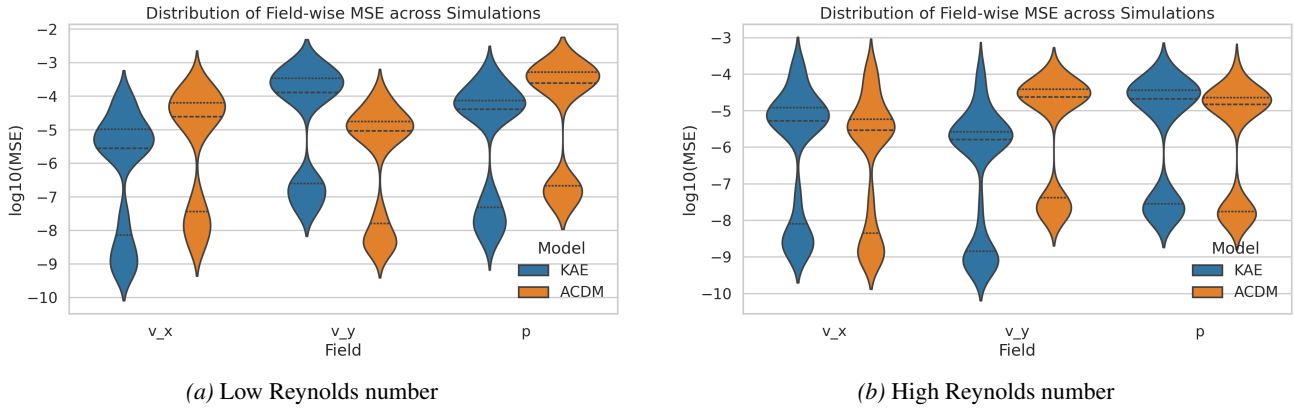 Distribution of Field-wise MSE across Simulations
−2
−3
−4
−5
−6
−7
−8
−9
−10
log10(MSE)
v_x
v_y
p
Field
Model
KAE
ACDM
(a) Low Reynolds number
Distribution of Field-wise MSE across Simulations
−3
−4
−5
−6
−7
−8
−9
−10
log10(MSE)
v_x
v_y
p
Field
Model
KAE
ACDM
(b) High Reynolds number